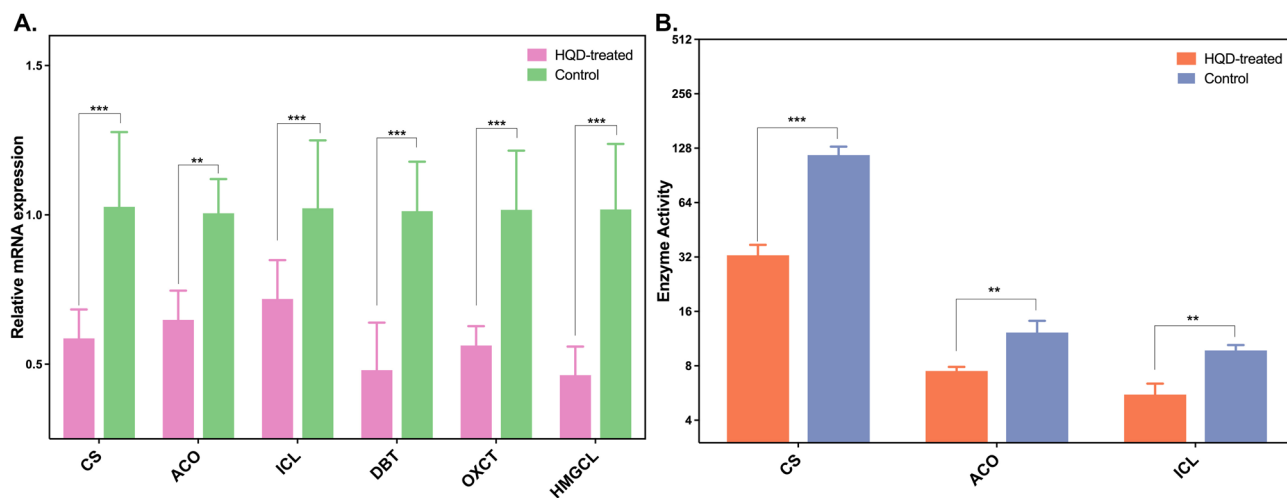 A.
Relative mRNA expression
1.5
1.0
0.5
HQD-treated
Control
***
**
***
***
***
***
CS
ACO
ICL
DBT
OXCT
HMGCL
B.
Enzyme Activity
512
256
128
64
32
16
8
4
HQD-treated
Control
***
**
**
CS
ACO
ICL